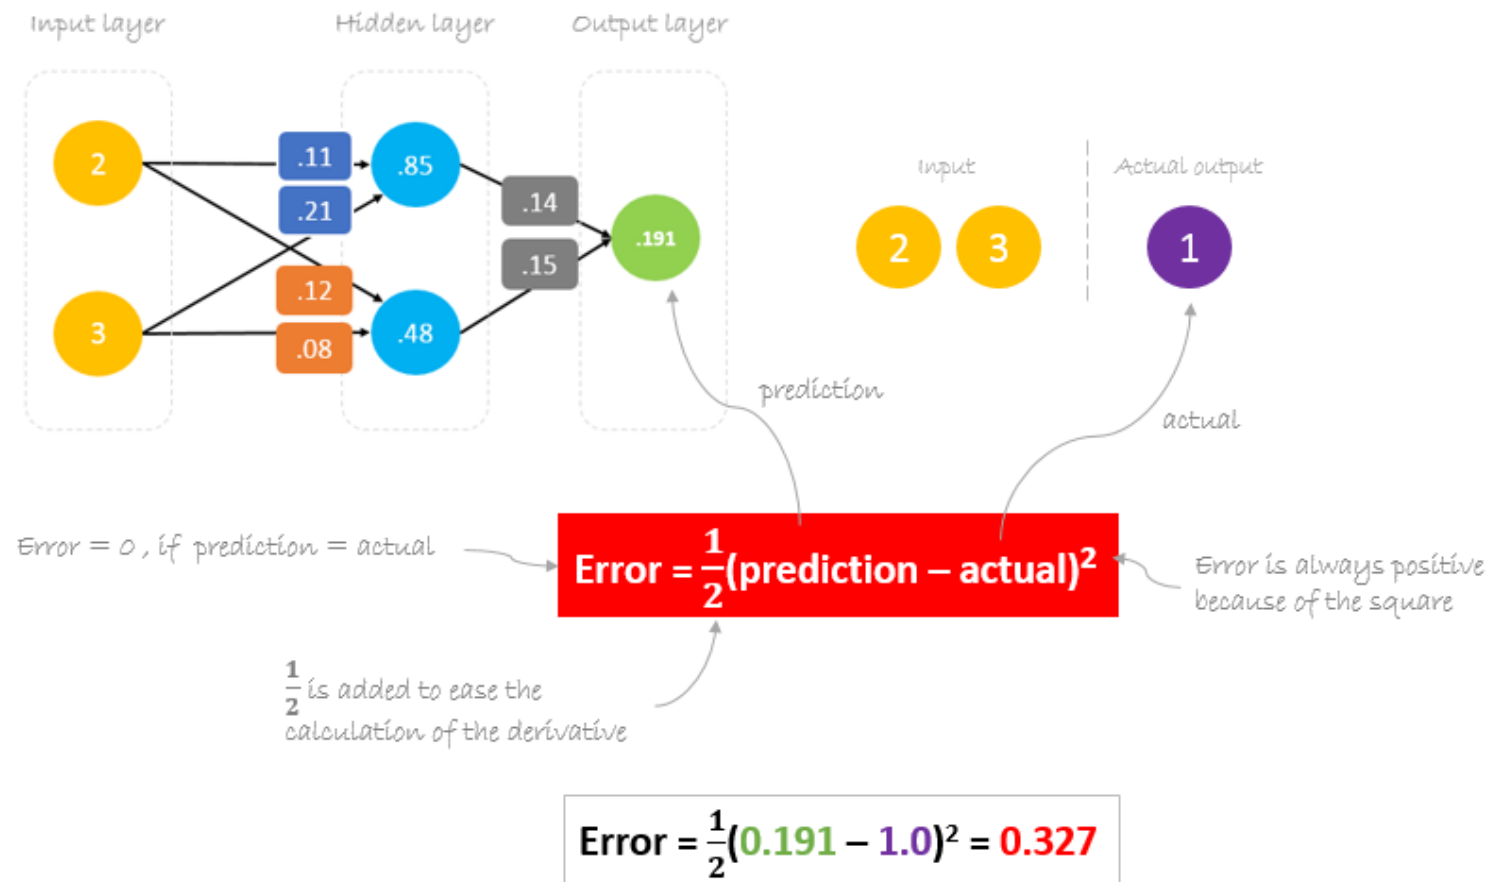 Input layer
Hidden layer
Output layer
2
.11
.85
.21
.14
.191
.15
.12
3
.08
.48
Input
Actual output
2
3
1
prediction
actual
Error = 0 , if prediction = actual
Error = 1/2(prediction – actual)²
Error is always positive
because of the square
1/2 is added to ease the
calculation of the derivative
Error = 1/2(0.191 – 1.0)² = 0.327